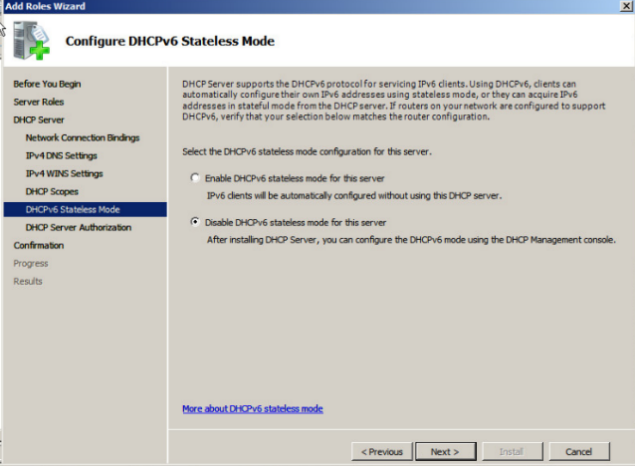 Add Roles Wizard
Configure DHCPv6 Stateless Mode
Before You Begin
Server Roles
DHCP Server
Network Connection Bindings
IPv4 DNS Settings
IPv4 WINS Settings
DHCP Scopes
DHCPv6 Stateless Mode
DHCP Server Authorization
Confirmation
Progress
Results
DHCP Server supports the DHCPv6 protocol for servicing IPv6 clients. Using DHCPv6, clients can
automatically configure their own IPv6 addresses using stateless mode, or they can acquire IPv6
addresses in stateful mode from the DHCP server. If routers on your network are configured to support
DHCPv6, verify that your selection below matches the router configuration.
Select the DHCPv6 stateless mode configuration for this server.
Enable DHCPv6 stateless mode for this server
IPv6 clients will be automatically configured without using this DHCP server.
Disable DHCPv6 stateless mode for this server
After installing DHCP Server, you can configure the DHCPv6 mode using the DHCP Management console.
More about DHCPv6 stateless mode
< Previous
Next >
Install
Cancel